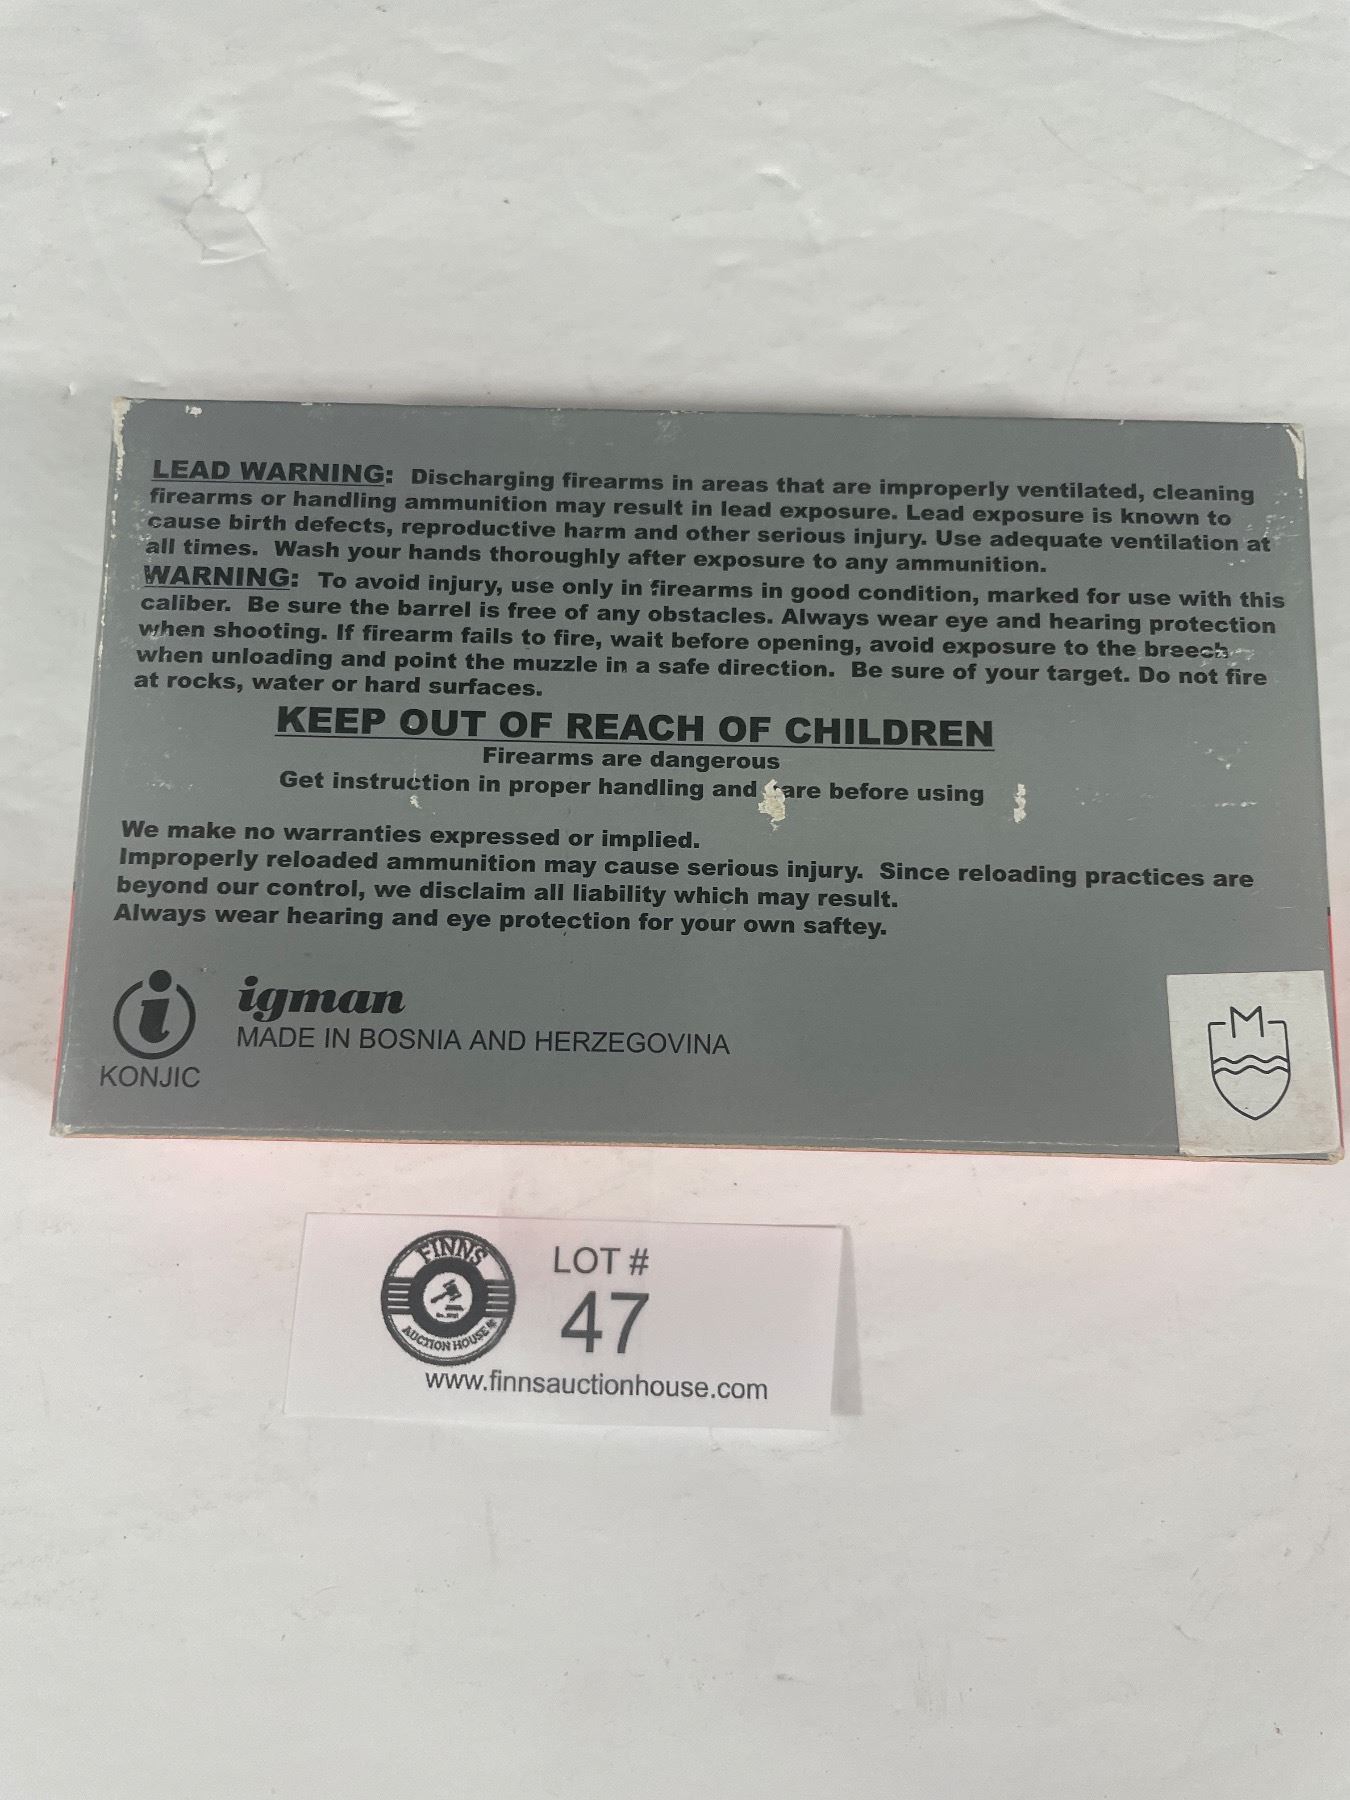 LEAD WARNING: Discharging firearms in areas that are improperly ventilated, cleaning
firearms or handling ammunition may result in lead exposure. Lead exposure is known to
cause birth defects, reproductive harm and other serious injury. Use adequate ventilation at
all times. Wash your hands thoroughly after exposure to any ammunition.
WARNING: To avoid injury, use only in firearms in good condition, marked for use with this
caliber. Be sure the barrel is free of any obstacles. Always wear eye and hearing protection
when shooting. If firearm fails to fire, wait before opening, avoid exposure to the breech
when unloading and point the muzzle in a safe direction. Be sure of your target. Do not fire
at rocks, water or hard surfaces.
KEEP OUT OF REACH OF CHILDREN
Firearms are dangerous
Get instruction in proper handling and care before using
We make no warranties expressed or implied.
Improperly reloaded ammunition may cause serious injury. Since reloading practices are
beyond our control, we disclaim all liability which may result.
Always wear hearing and eye protection for your own saftey.
igman
MADE IN BOSNIA AND HERZEGOVINA
KONJIC
M
FINNS
AUCTION HOUSE
LOT #
47
www.finnsauctionhouse.com